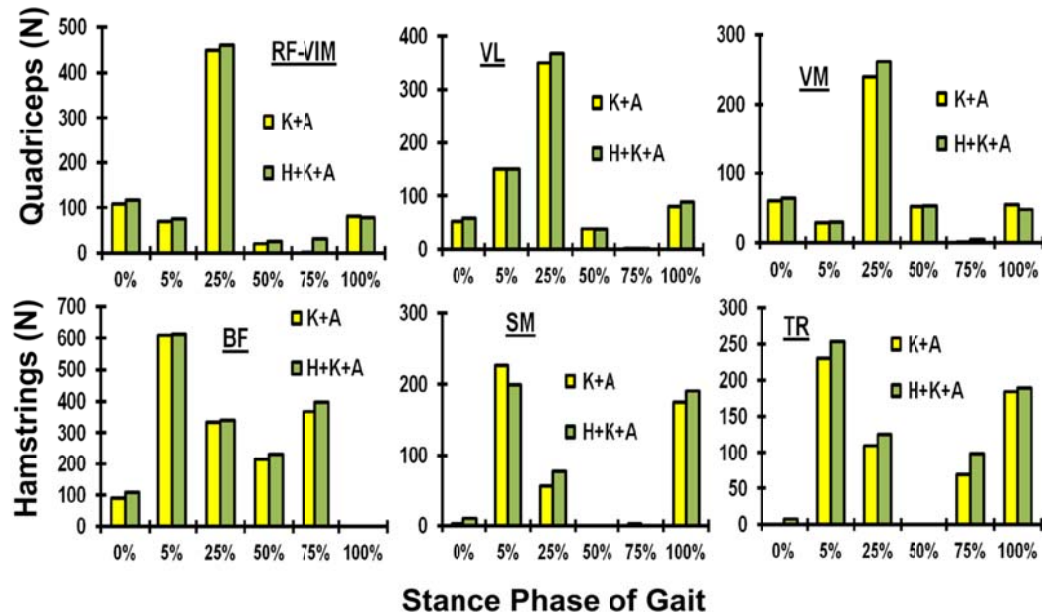 Quadriceps (N)
500
400
300
200
100
0
RF-VIM
K+A
H+K+A
0% 5% 25% 50% 75% 100%
400
300
200
100
0
VL
K+A
H+K+A
0% 5% 25% 50% 75% 100%
300
200
100
0
VM
K+A
H+K+A
0% 5% 25% 50% 75% 100%
Hamstrings (N)
700
600
500
400
300
200
100
0
BF
K+A
H+K+A
0% 5% 25% 50% 75% 100%
300
200
100
0
SM
K+A
H+K+A
0% 5% 25% 50% 75% 100%
300
250
200
150
100
50
0
TR
K+A
H+K+A
0% 5% 25% 50% 75% 100%
Stance Phase of Gait